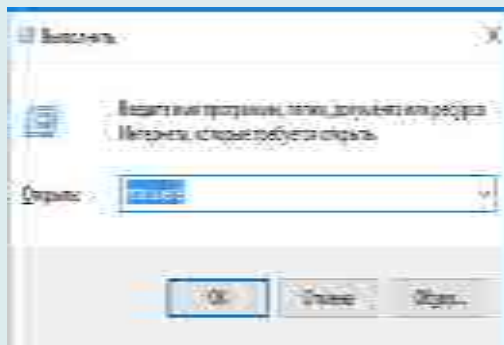 Выполнить
Введите имя программы, папки, документа или ресурса
Интернета, которые требуется открыть.
Открыть:
ОК Отмена Обзор...